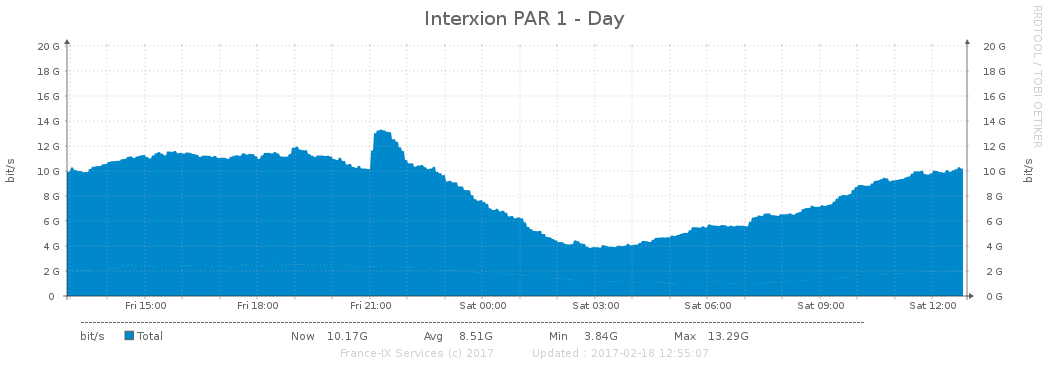 Interxion PAR 1 - Day
RRDTOOL / TOBI OETIKER
bit/s
20 G 20 G
18 G 18 G
16 G 16 G
14 G 14 G
12 G 12 G
10 G 10 G
8 G 8 G
6 G 6 G
4 G 4 G
2 G 2 G
0 0 G
bit/s
Fri 15:00 Fri 18:00 Fri 21:00 Sat 00:00 Sat 03:00 Sat 06:00 Sat 09:00 Sat 12:00
bit/s Total Now 10.17G Avg 8.51G Min 3.84G Max 13.29G
France-IX Services (c) 2017 Updated : 2017-02-18 12:55:07